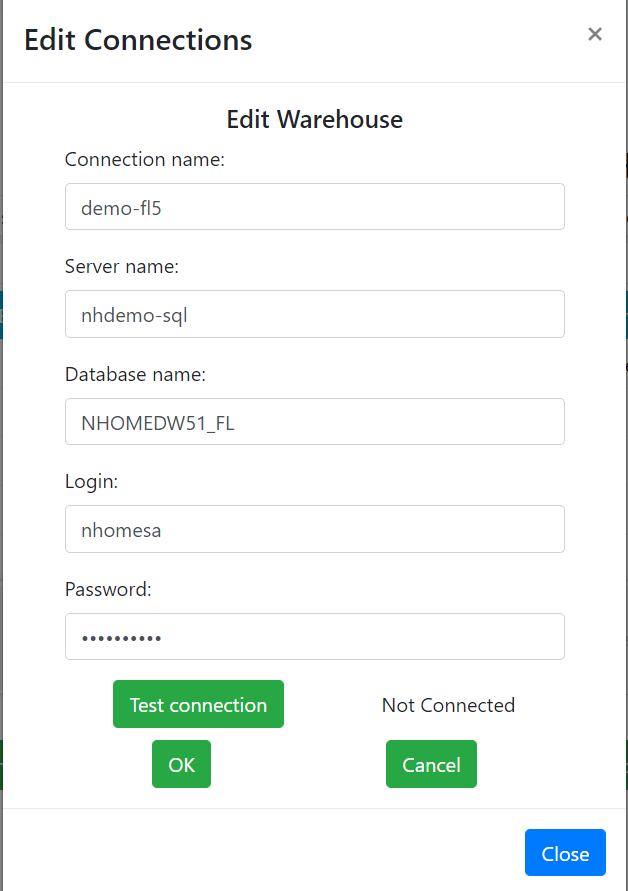 Edit Connections ×
Edit Warehouse
Connection name:
demo-fl5
Server name:
nhdemo-sql
Database name:
NHOMEDW51_FL
Login:
nhomesa
Password:
••••••••••
Test connection Not Connected
OK Cancel
Close